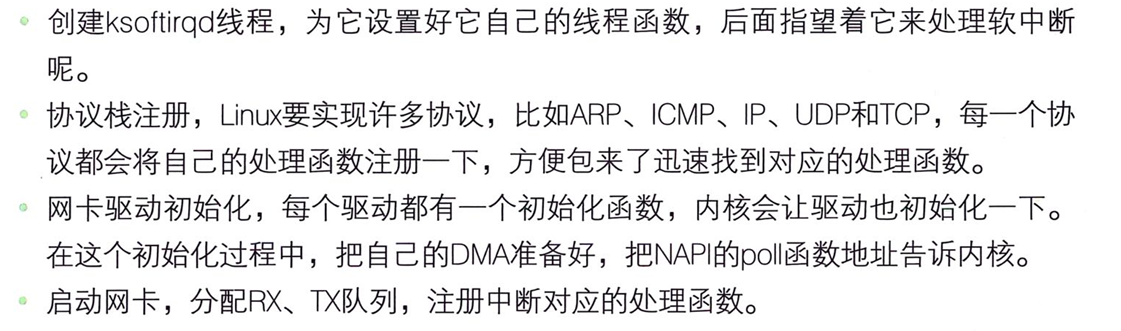 创建ksoftirqd线程，为它设置好它自己的线程函数，后面指望着它来处理软中断
呢。
协议栈注册，Linux要实现许多协议，比如ARP、ICMP、IP、UDP和TCP，每一个协
议都会将自己的处理函数注册一下，方便包来了迅速找到对应的处理函数。
网卡驱动初始化，每个驱动都有一个初始化函数，内核会让驱动也初始化一下。
在这个初始化过程中，把自己的DMA准备好，把NAPI的poll函数地址告诉内核。
启动网卡，分配RX、TX队列，注册中断对应的处理函数。